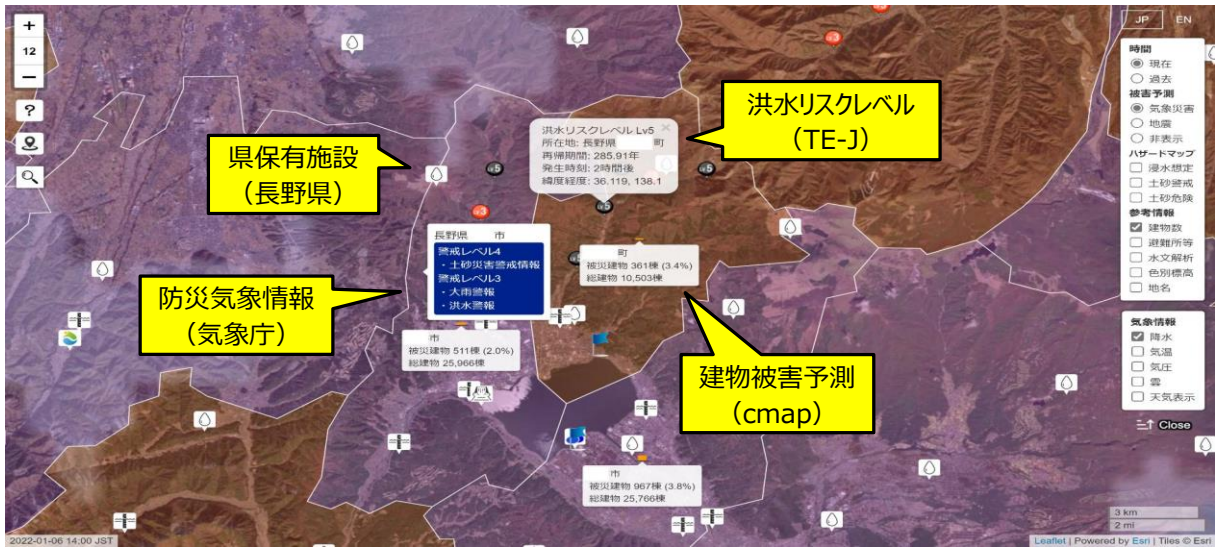 +
12
−
?
県保有施設
(長野県)
防災気象情報
(気象庁)
洪水リスクレベル
(TE-J)
建物被害予測
(cmap)
洪水リスクレベル Lv5
所在地: 長野県 町
再帰期間: 285.91年
発生時刻: 2時間後
緯度経度: 36.119, 138.1
長野県 市
警戒レベル4
・土砂災害警戒情報
警戒レベル3
・大雨警報
・洪水警報
町
被災建物 361棟 (3.4%)
総建物 10,503棟
市
被災建物 511棟 (2.0%)
総建物 25,966棟
市
被災建物 967棟 (3.8%)
総建物 25,766棟
JP EN
時間
現在
過去
被害予測
気象災害
地震
非表示
ハザードマップ
浸水想定
土砂警戒
土砂危険
参考情報
建物数
避難所等
水文解析
色別標高
地名
気象情報
降水
気温
気圧
雲
天気表示
Close
3 km
2 mi
2022-01-06 14:00 JST
Leaflet | Powered by Esri | Tiles © Esri